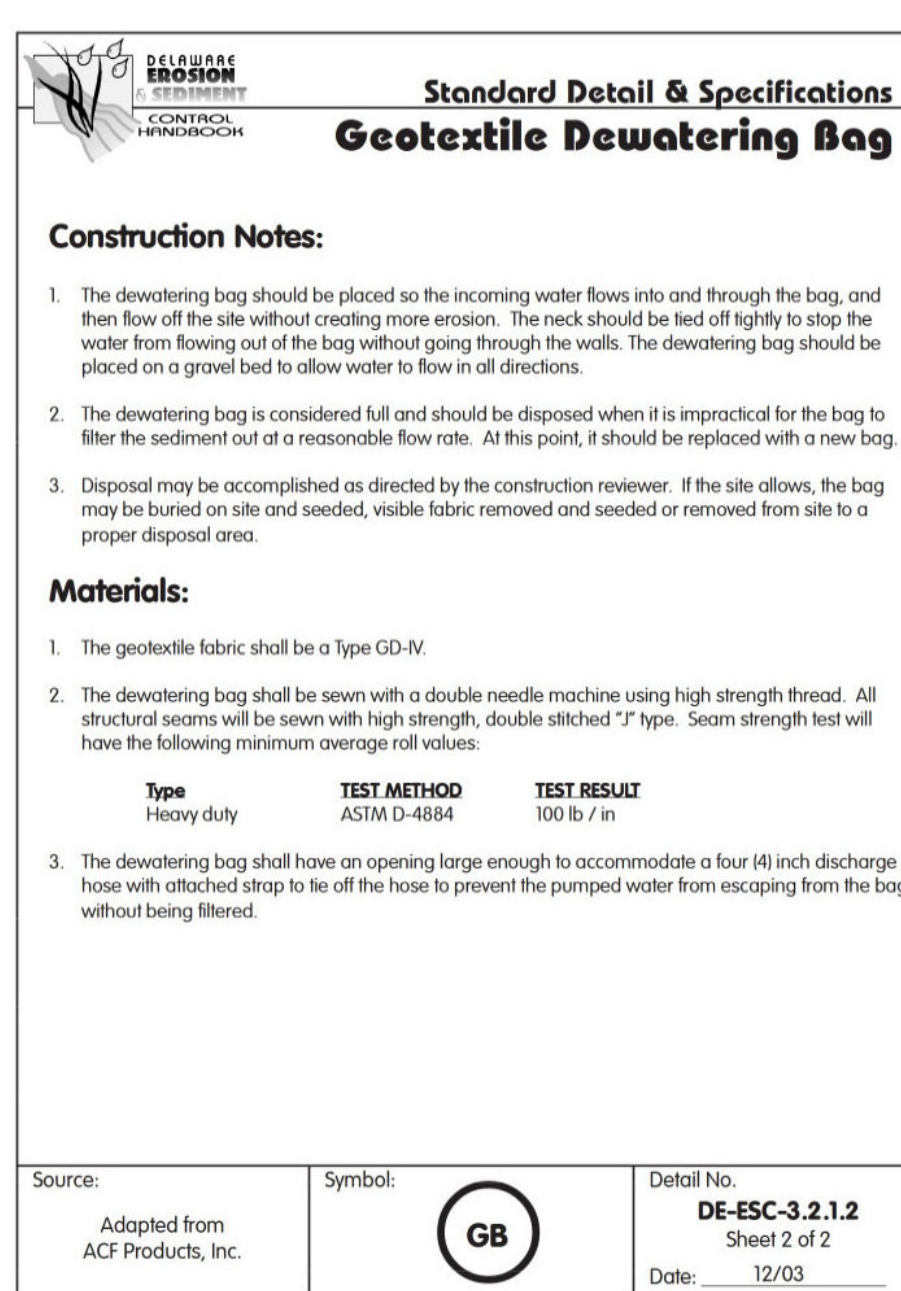 DELAWARE
EROSION
& SEDIMENT
CONTROL
HANDBOOK
Standard Detail & Specifications
Geotextile Dewatering Bag
Construction Notes:
1. The dewatering bag should be placed so the incoming water flows into and through the bag, and
then flow off the site without creating more erosion. The neck should be tied off tightly to stop the
water from flowing out of the bag without going through the walls. The dewatering bag should be
placed on a gravel bed to allow water to flow in all directions.
2. The dewatering bag is considered full and should be disposed when it is impractical for the bag to
filter the sediment out at a reasonable flow rate. At this point, it should be replaced with a new bag.
3. Disposal may be accomplished as directed by the construction reviewer. If the site allows, the bag
may be buried on site and seeded, visible fabric removed and seeded or removed from site to a
proper disposal area.
Materials:
1. The geotextile fabric shall be a Type GD-IV.
2. The dewatering bag shall be sewn with a double needle machine using high strength thread. All
structural seams will be sewn with high strength, double stitched "J" type. Seam strength test will
have the following minimum average roll values:
Type TEST METHOD TEST RESULT
Heavy duty ASTM D-4884 100 lb / in
3. The dewatering bag shall have an opening large enough to accommodate a four (4) inch discharge
hose with attached strap to tie off the hose to prevent the pumped water from escaping from the bag
without being filtered.
Source:
Adapted from
ACF Products, Inc.
Symbol:
GB
Detail No.
DE-ESC-3.2.1.2
Sheet 2 of 2
Date: 12/03